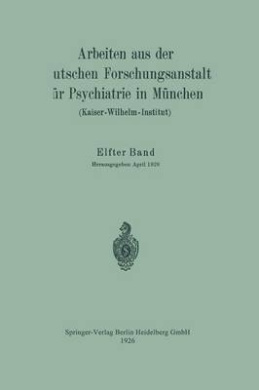 Arbeiten aus der
utschen Forschungsanstalt
ür Psychiatrie in München
(Kaiser-Wilhelm-Institut)
Elfter Band
Herausgegeben April 1926
Springer-Verlag Berlin Heidelberg GmbH
1926